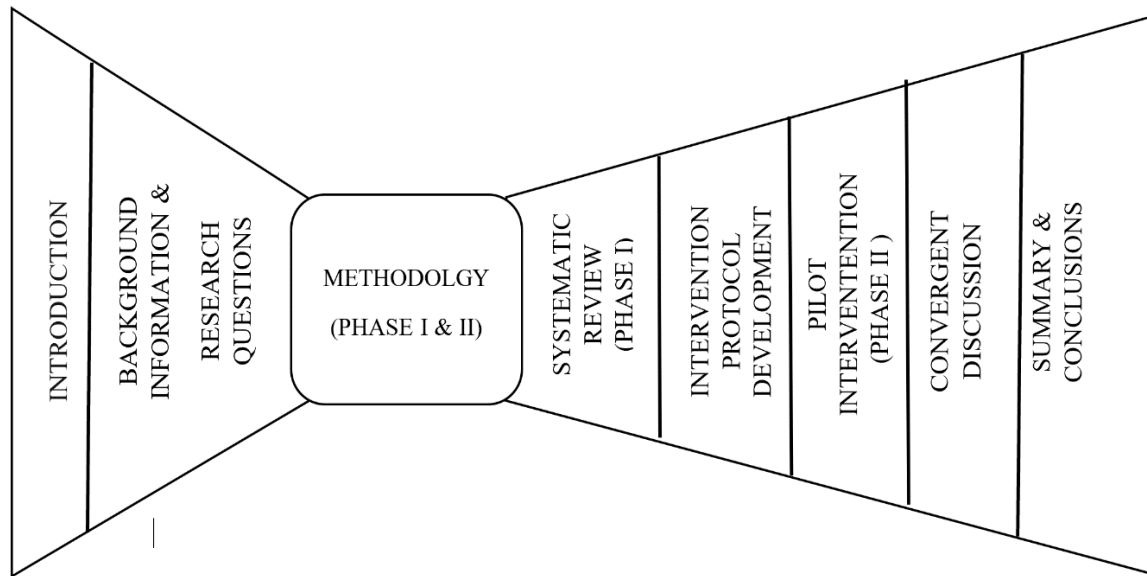 INTRODUCTION
BACKGROUND
INFORMATION &
RESEARCH
QUESTIONS
METHODOLGY
(PHASE I & II)
SYSTEMATIC
REVIEW
(PHASE I)
INTERVENTION
PROTOCOL
DEVELOPMENT
PILOT
INTERVENTENTION
(PHASE II )
CONVERGENT
DISCUSSION
SUMMARY &
CONCLUSIONS